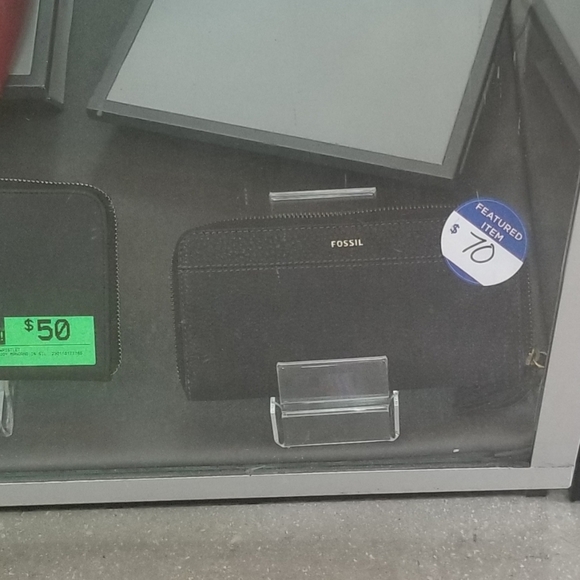 FOSSIL
FEATURED
ITEM
$ 70
$50